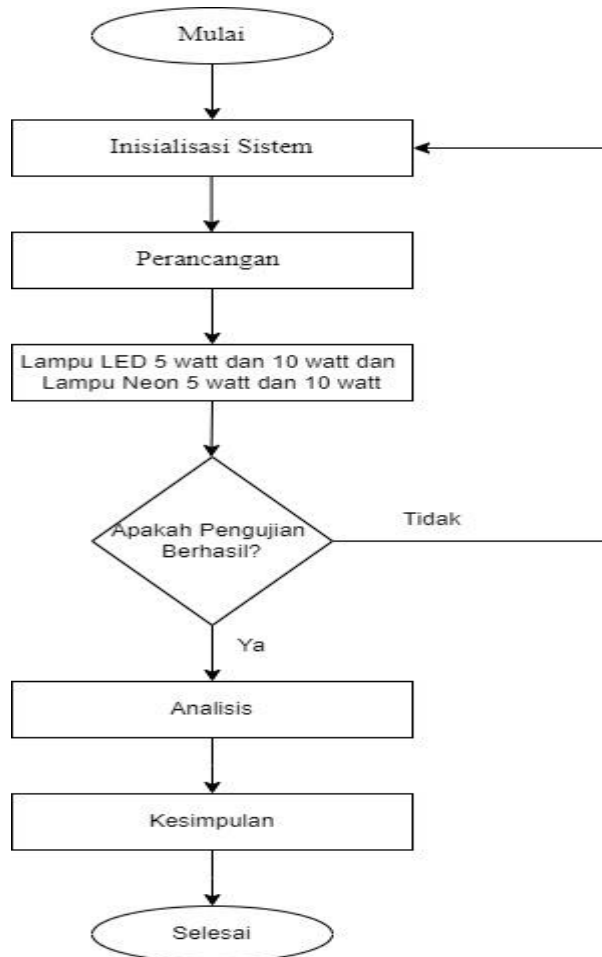 Mulai
Inisialisasi Sistem
Perancangan
Lampu LED 5 watt dan 10 watt dan
Lampu Neon 5 watt dan 10 watt
Apakah Pengujian
Berhasil?
Tidak
Ya
Analisis
Kesimpulan
Selesai